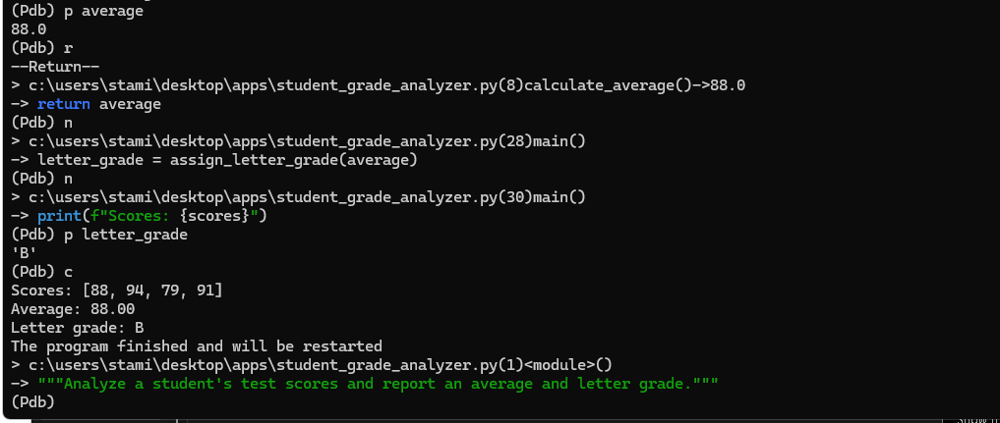 (Pdb) p average
88.0
(Pdb) r
--Return--
> c:\users\stami\desktop\apps\student_grade_analyzer.py(8)calculate_average()->88.0
-> return average
(Pdb) n
> c:\users\stami\desktop\apps\student_grade_analyzer.py(28)main()
-> letter_grade = assign_letter_grade(average)
(Pdb) n
> c:\users\stami\desktop\apps\student_grade_analyzer.py(30)main()
-> print(f"Scores: {scores}")
(Pdb) p letter_grade
'B'
(Pdb) c
Scores: [88, 94, 79, 91]
Average: 88.00
Letter grade: B
The program finished and will be restarted
> c:\users\stami\desktop\apps\student_grade_analyzer.py(1)<module>()
-> """Analyze a student's test scores and report an average and letter grade."""
(Pdb)